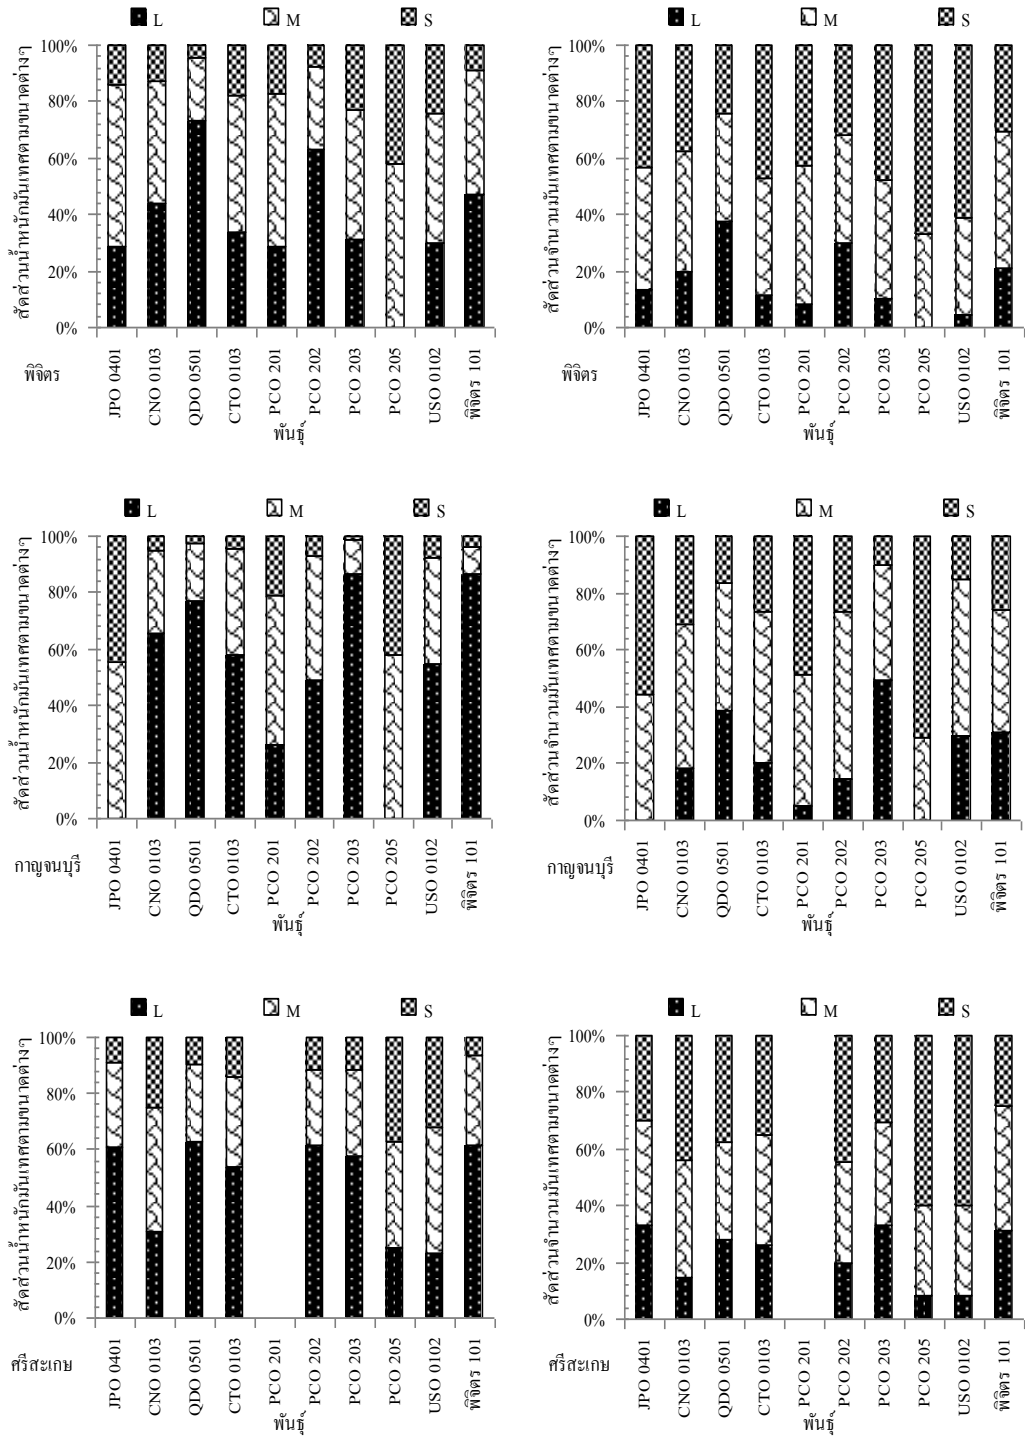 L M S
สัดส่วนน้ำหนักมันเทศตามขนาดต่างๆ
100%
80%
60%
40%
20%
0%
พิจิตร
JPO 0401
CNO 0103
QDO 0501
CTO 0103
PCO 201
PCO 202
PCO 203
PCO 205
USO 0102
พิจิตร 101
พันธุ์
L M S
สัดส่วนจำนวนมันเทศตามขนาดต่างๆ
100%
80%
60%
40%
20%
0%
พิจิตร
JPO 0401
CNO 0103
QDO 0501
CTO 0103
PCO 201
PCO 202
PCO 203
PCO 205
USO 0102
พิจิตร 101
พันธุ์
L M S
สัดส่วนน้ำหนักมันเทศตามขนาดต่างๆ
100%
80%
60%
40%
20%
0%
กาญจนบุรี
JPO 0401
CNO 0103
QDO 0501
CTO 0103
PCO 201
PCO 202
PCO 203
PCO 205
USO 0102
พิจิตร 101
พันธุ์
L M S
สัดส่วนจำนวนมันเทศตามขนาดต่างๆ
100%
80%
60%
40%
20%
0%
กาญจนบุรี
JPO 0401
CNO 0103
QDO 0501
CTO 0103
PCO 201
PCO 202
PCO 203
PCO 205
USO 0102
พิจิตร 101
พันธุ์
L M S
สัดส่วนน้ำหนักมันเทศตามขนาดต่างๆ
100%
80%
60%
40%
20%
0%
ศรีสะเกษ
JPO 0401
CNO 0103
QDO 0501
CTO 0103
PCO 201
PCO 202
PCO 203
PCO 205
USO 0102
พิจิตร 101
พันธุ์
L M S
สัดส่วนจำนวนมันเทศตามขนาดต่างๆ
100%
80%
60%
40%
20%
0%
ศรีสะเกษ
JPO 0401
CNO 0103
QDO 0501
CTO 0103
PCO 201
PCO 202
PCO 203
PCO 205
USO 0102
พิจิตร 101
พันธุ์